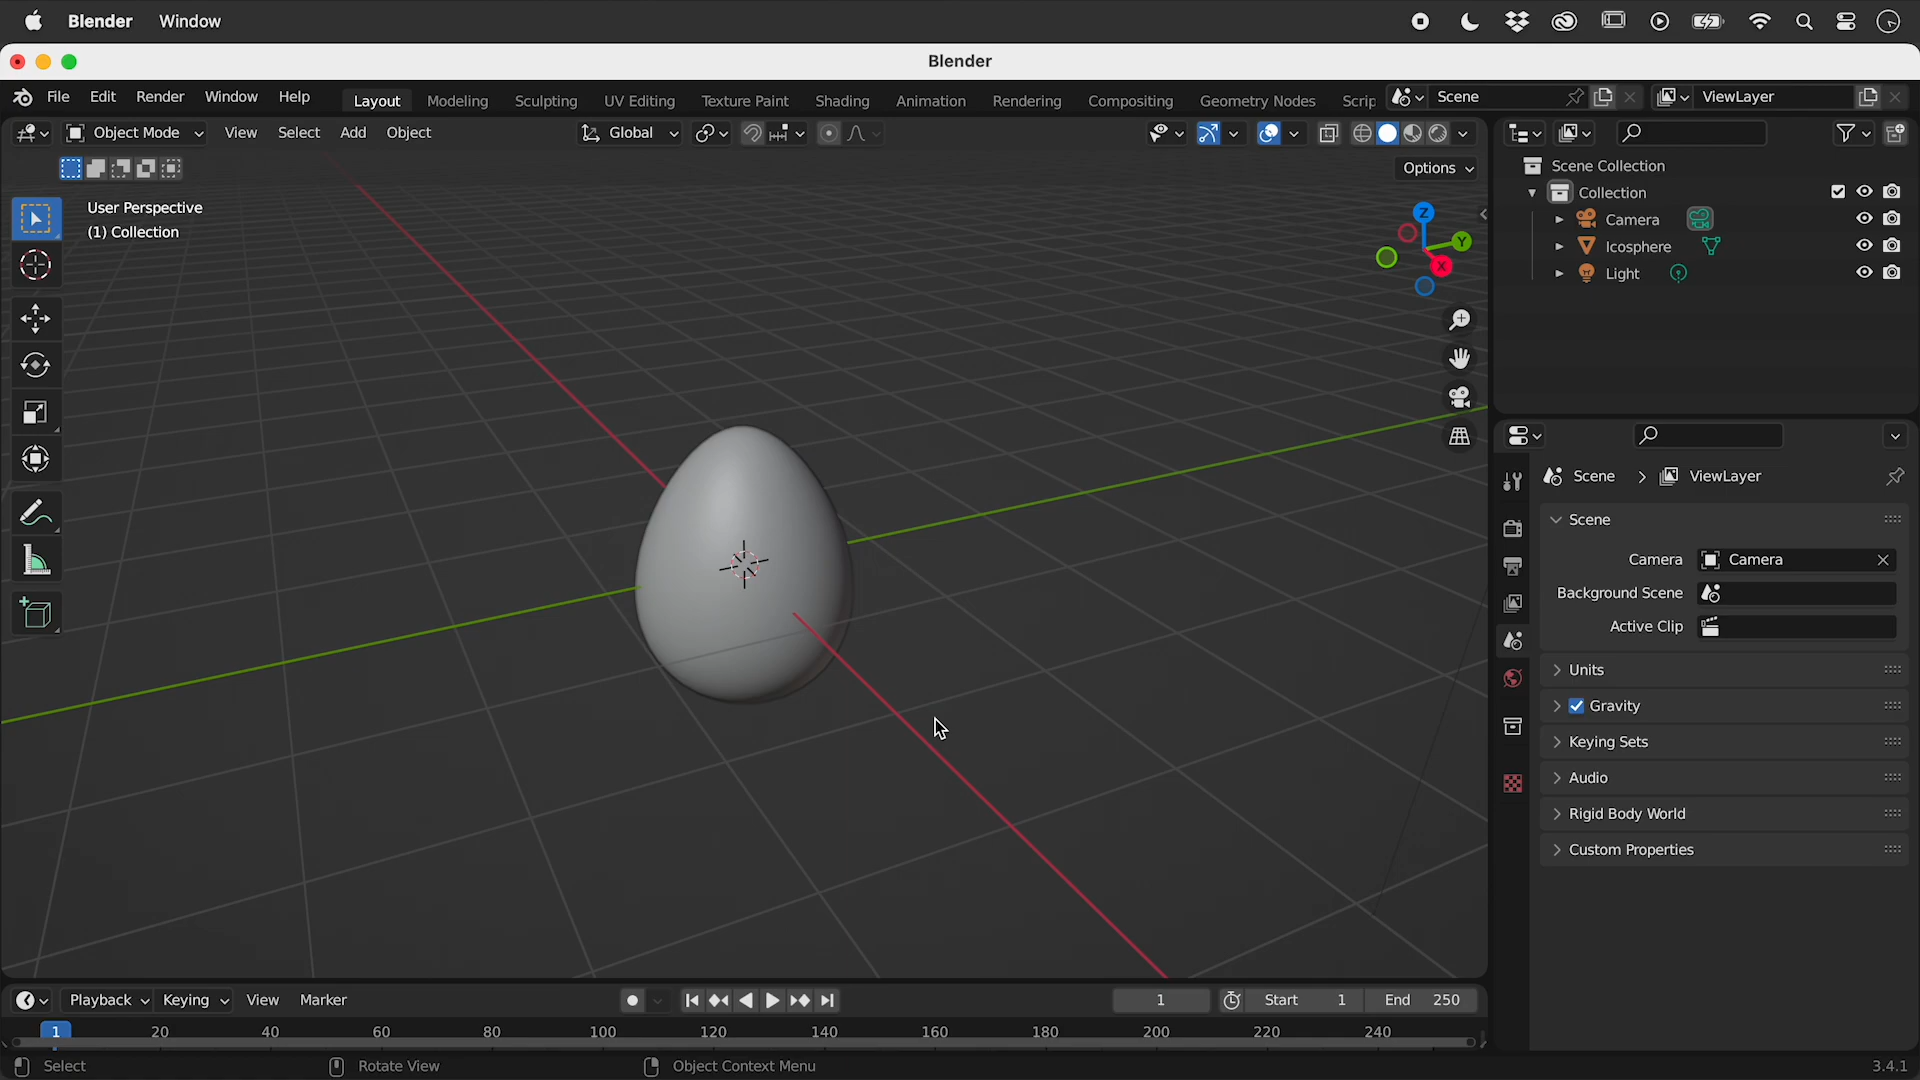 Blender Window
Blender
File Edit Render Window Help Layout Modeling Sculpting UV Editing Texture Paint Shading Animation Rendering Compositing Geometry Nodes Scrip Scene ViewLayer
Object Mode View Select Add Object Global
Options
User Perspective
(1) Collection
Z
Y
X
Scene Collection
Collection
Camera
Icosphere
Light
Scene > ViewLayer
Scene
Camera Camera
Background Scene
Active Clip
Units
Gravity
Keying Sets
Audio
Rigid Body World
Custom Properties
Playback Keying View Marker 1 Start 1 End 250
1 20 40 60 80 100 120 140 160 180 200 220 240
Select Rotate View Object Context Menu 3.4.1